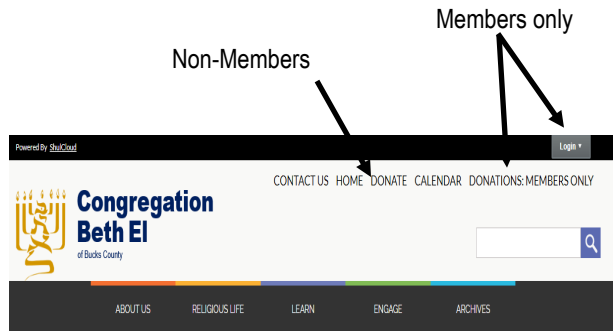 Members only
Non-Members
Powered By ShulCloud
Login ▾
CONTACT US HOME DONATE CALENDAR DONATIONS: MEMBERS ONLY
Congregation
Beth El
of Bucks County
ABOUT US RELIGIOUS LIFE LEARN ENGAGE ARCHIVES